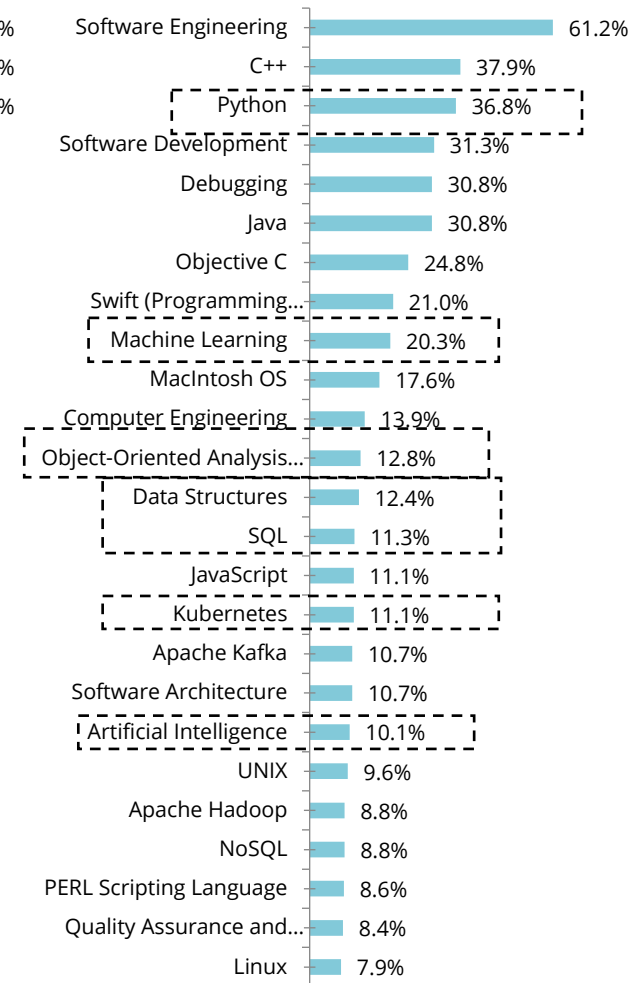 % Software Engineering 61.2%
% C++ 37.9%
% Python 36.8%
Software Development 31.3%
Debugging 30.8%
Java 30.8%
Objective C 24.8%
Swift (Programming... 21.0%
Machine Learning 20.3%
MacIntosh OS 17.6%
Computer Engineering 13.9%
Object-Oriented Analysis... 12.8%
Data Structures 12.4%
SQL 11.3%
JavaScript 11.1%
Kubernetes 11.1%
Apache Kafka 10.7%
Software Architecture 10.7%
Artificial Intelligence 10.1%
UNIX 9.6%
Apache Hadoop 8.8%
NoSQL 8.8%
PERL Scripting Language 8.6%
Quality Assurance and... 8.4%
Linux 7.9%